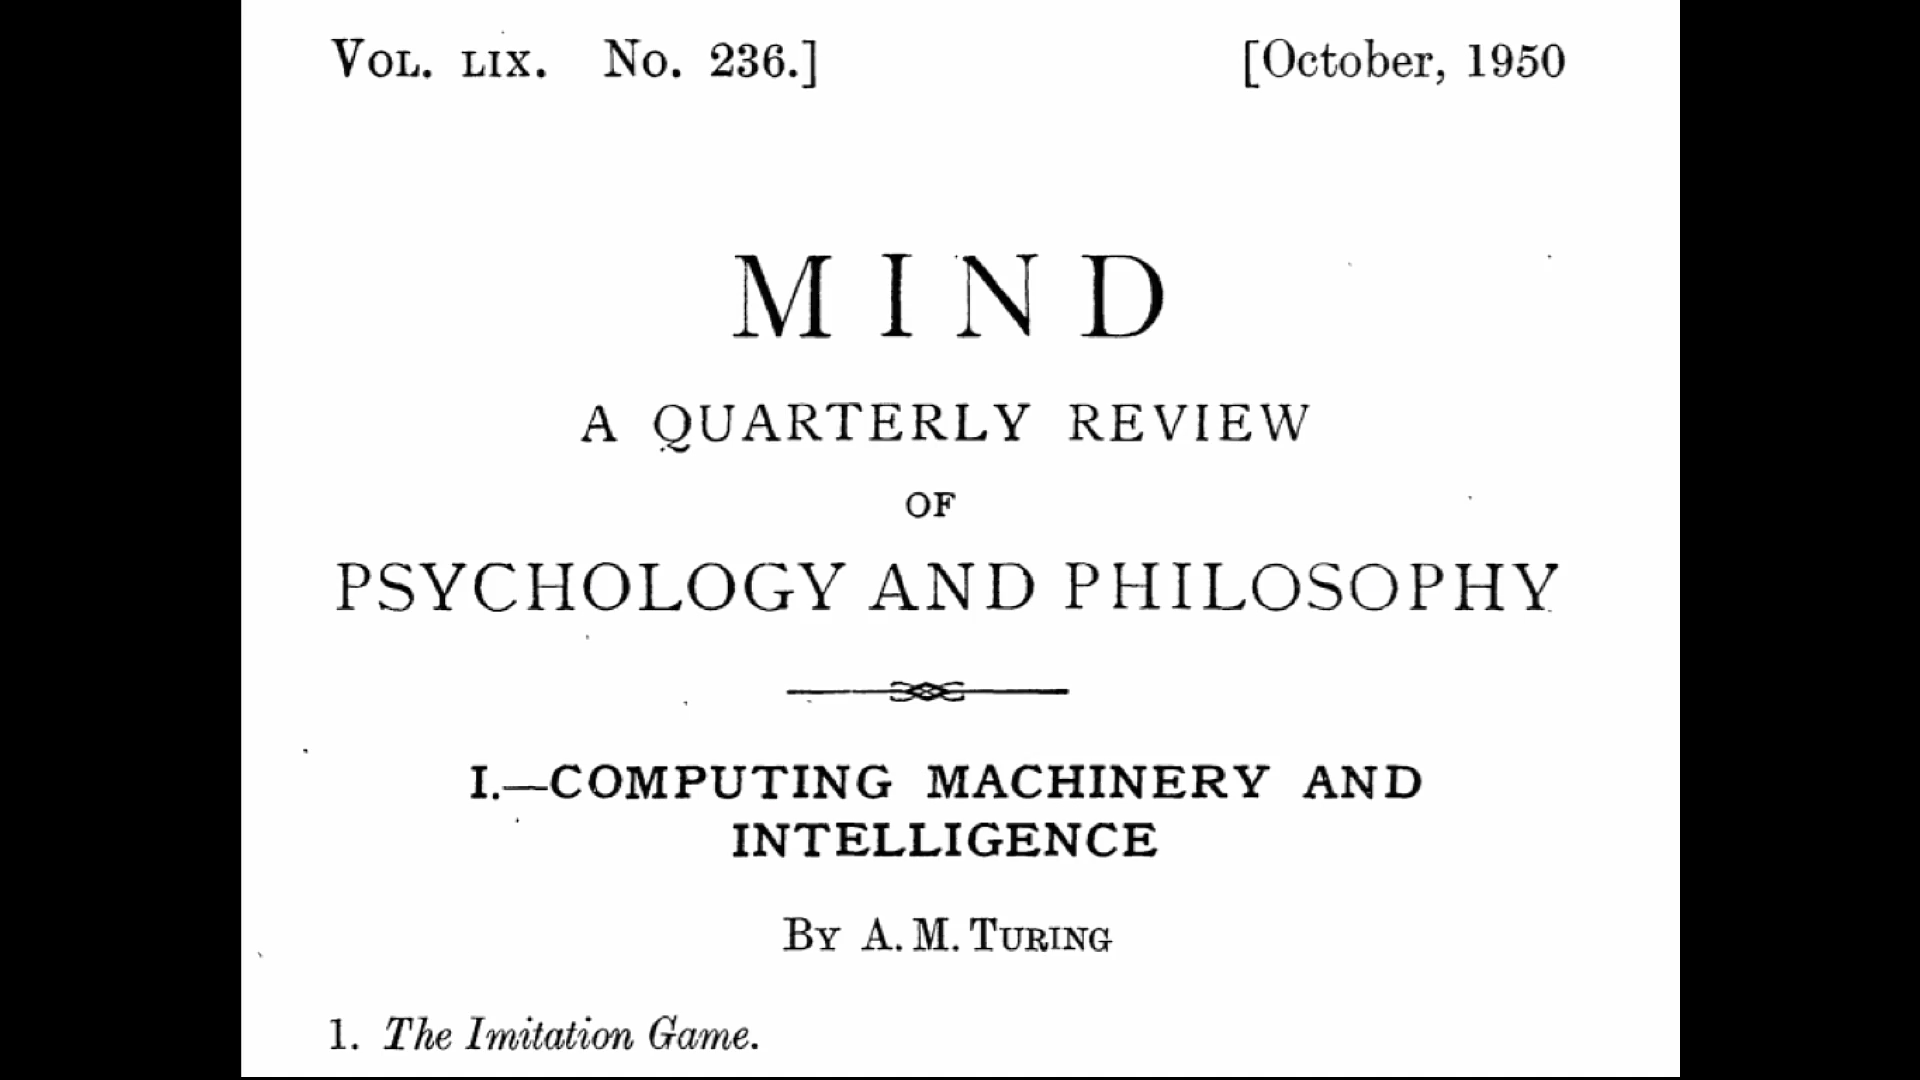 VOL. LIX. No. 236.] [October, 1950
MIND
A QUARTERLY REVIEW
OF
PSYCHOLOGY AND PHILOSOPHY
I.—COMPUTING MACHINERY AND
INTELLIGENCE
BY A. M. TURING
1. The Imitation Game.